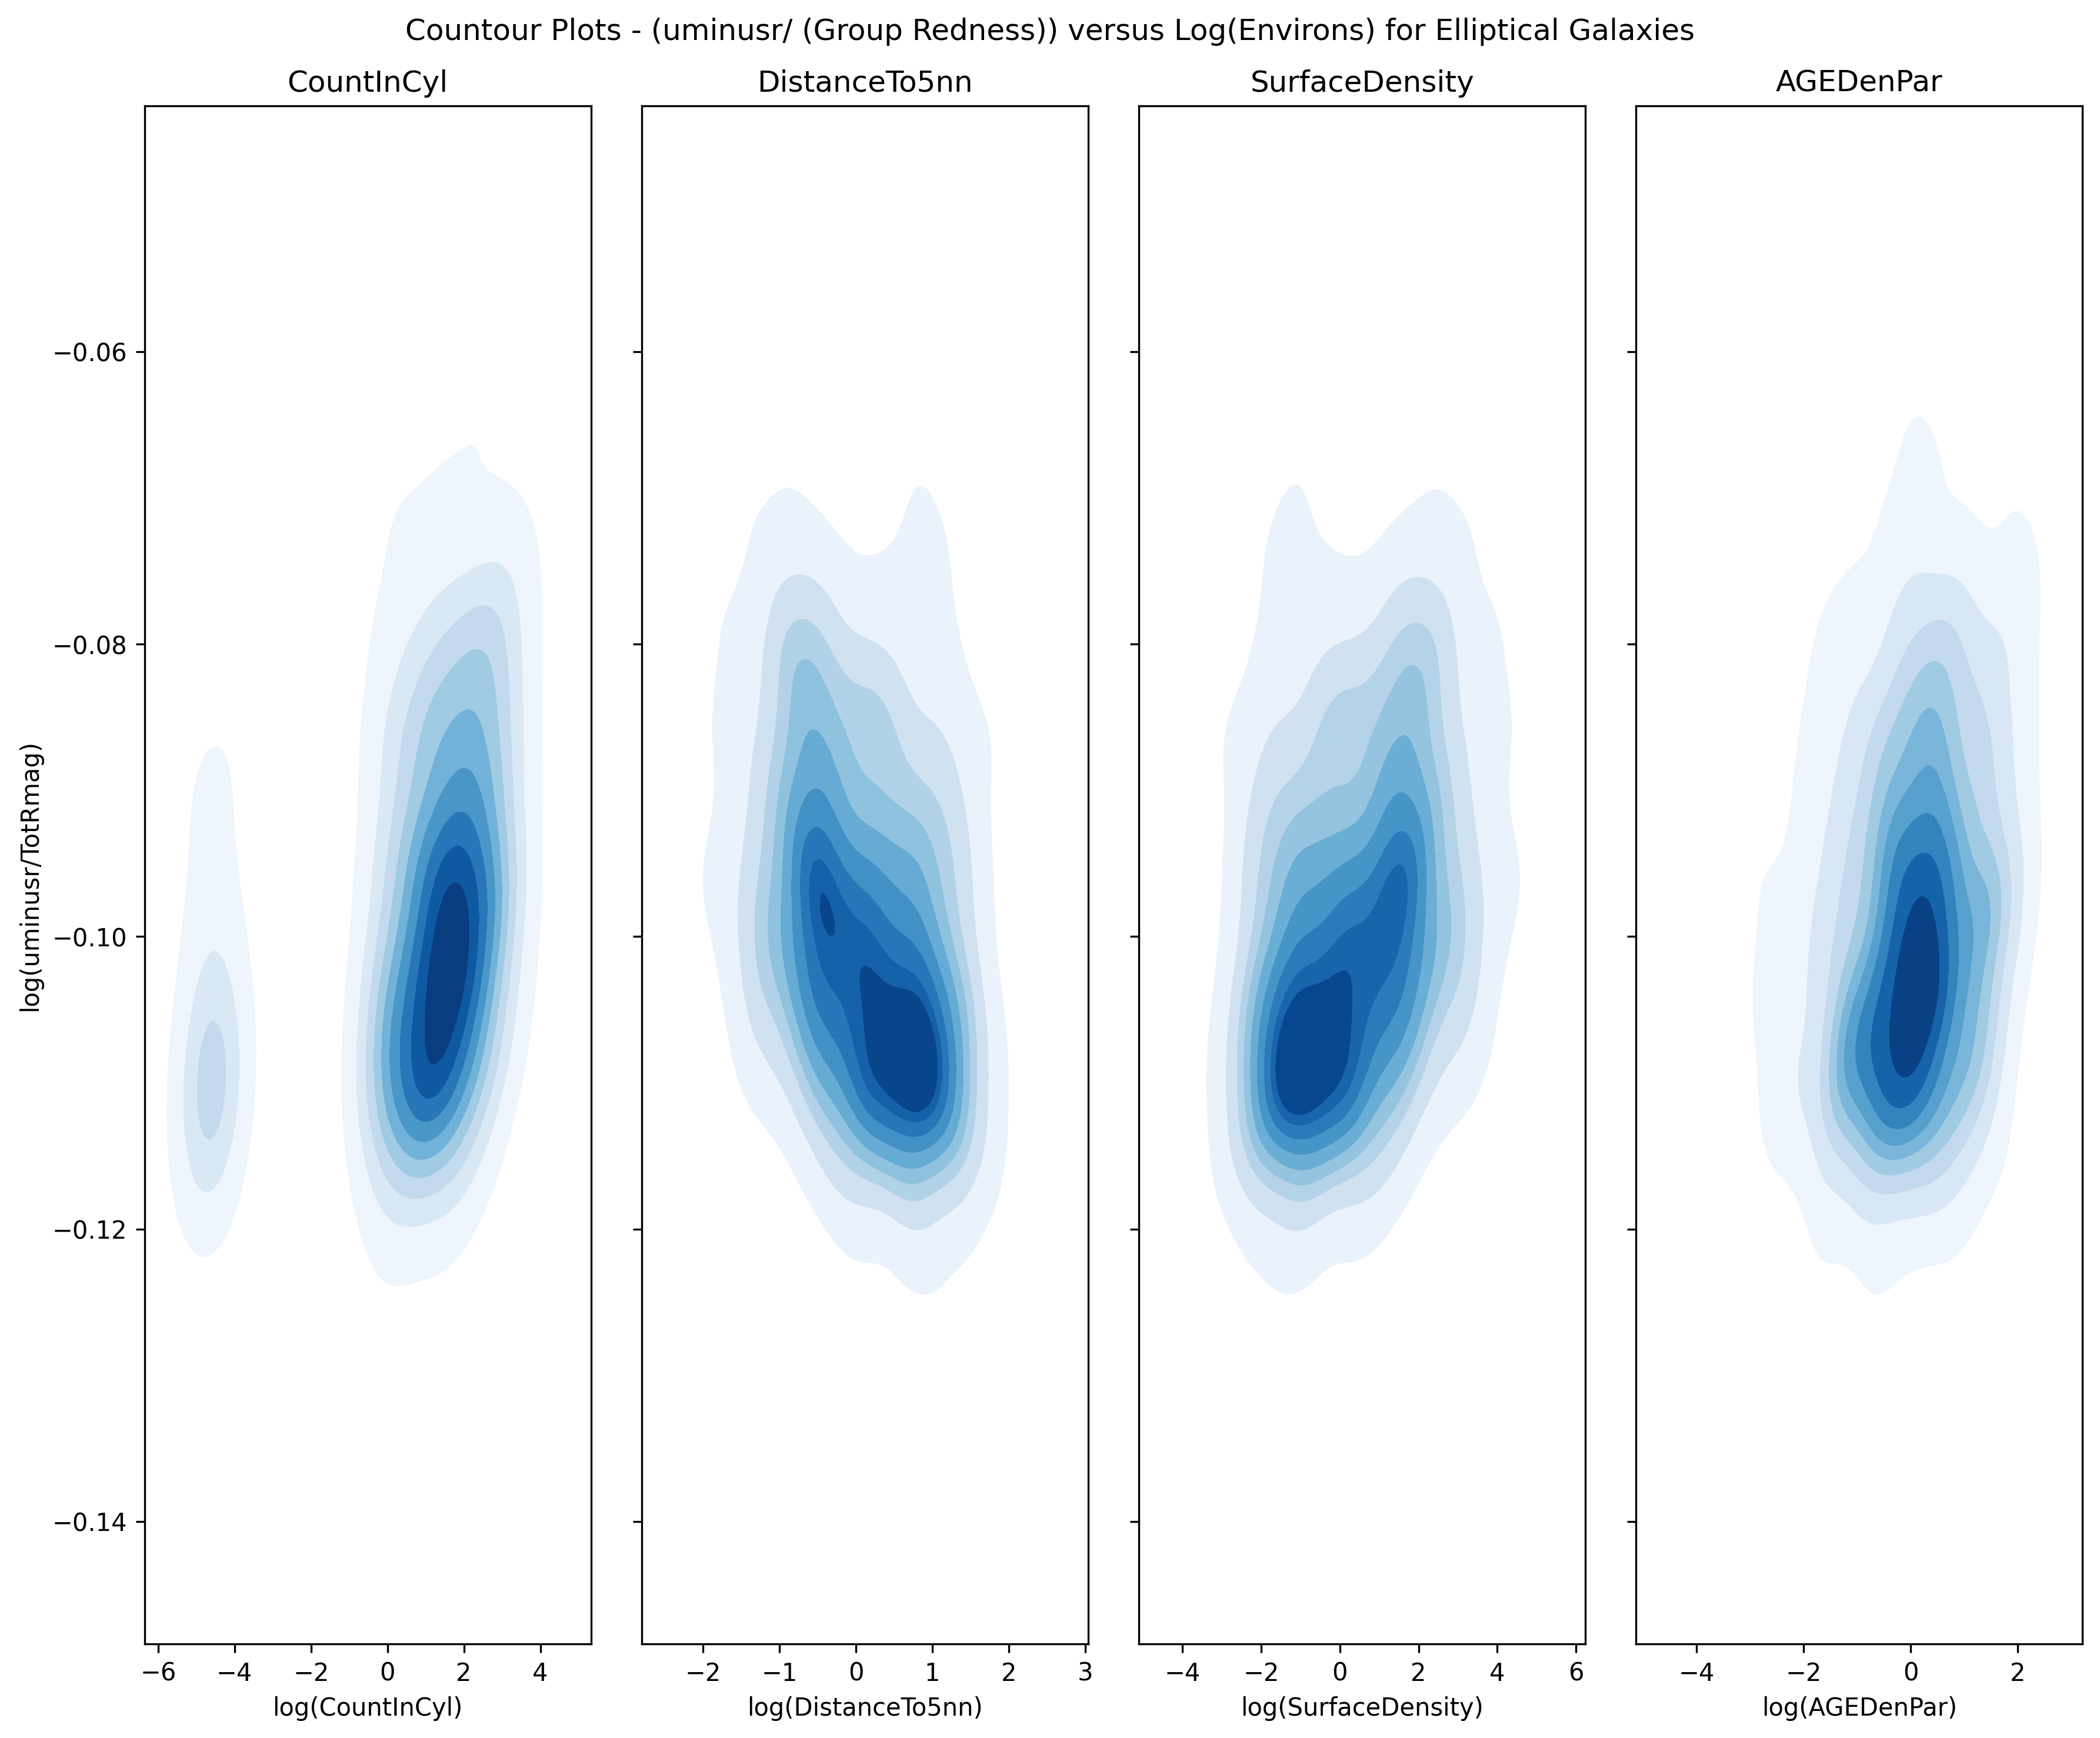 Countour Plots - (uminusr/ (Group Redness)) versus Log(Environs) for Elliptical Galaxies
CountInCyl
DistanceTo5nn
SurfaceDensity
AGEDenPar
log(uminusr/TotRmag)
−0.06
−0.08
−0.10
−0.12
−0.14
−6 −4 −2 0 2 4
−2 −1 0 1 2 3
−4 −2 0 2 4 6
−4 −2 0 2
log(CountInCyl)
log(DistanceTo5nn)
log(SurfaceDensity)
log(AGEDenPar)